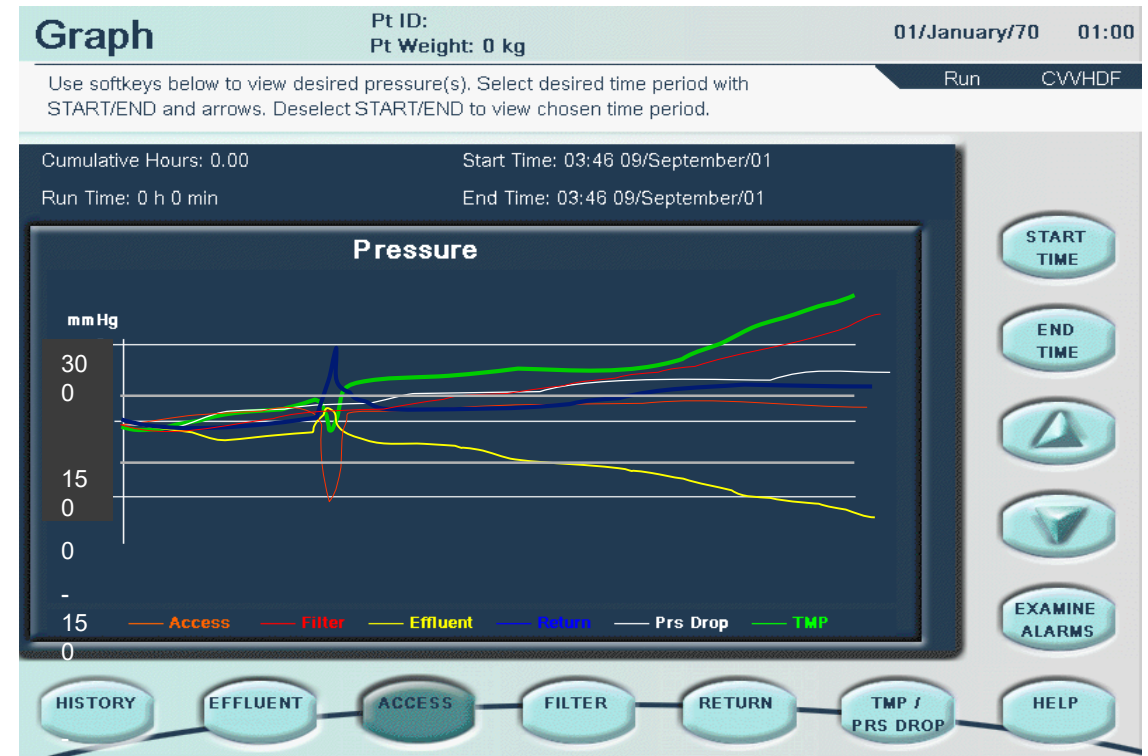 Graph
Pt ID:
Pt Weight: 0 kg
01/January/70 01:00
Use softkeys below to view desired pressure(s). Select desired time period with
START/END and arrows. Deselect START/END to view chosen time period.
Run CVVHDF
Cumulative Hours: 0.00
Start Time: 03:46 09/September/01
Run Time: 0 h 0 min
End Time: 03:46 09/September/01
Pressure
mmHg
30
0
15
0
0
-
15
0
-
Access Filter Effluent Return Prs Drop TMP
START
TIME
END
TIME
EXAMINE
ALARMS
HISTORY
EFFLUENT
ACCESS
FILTER
RETURN
TMP /
PRS DROP
HELP